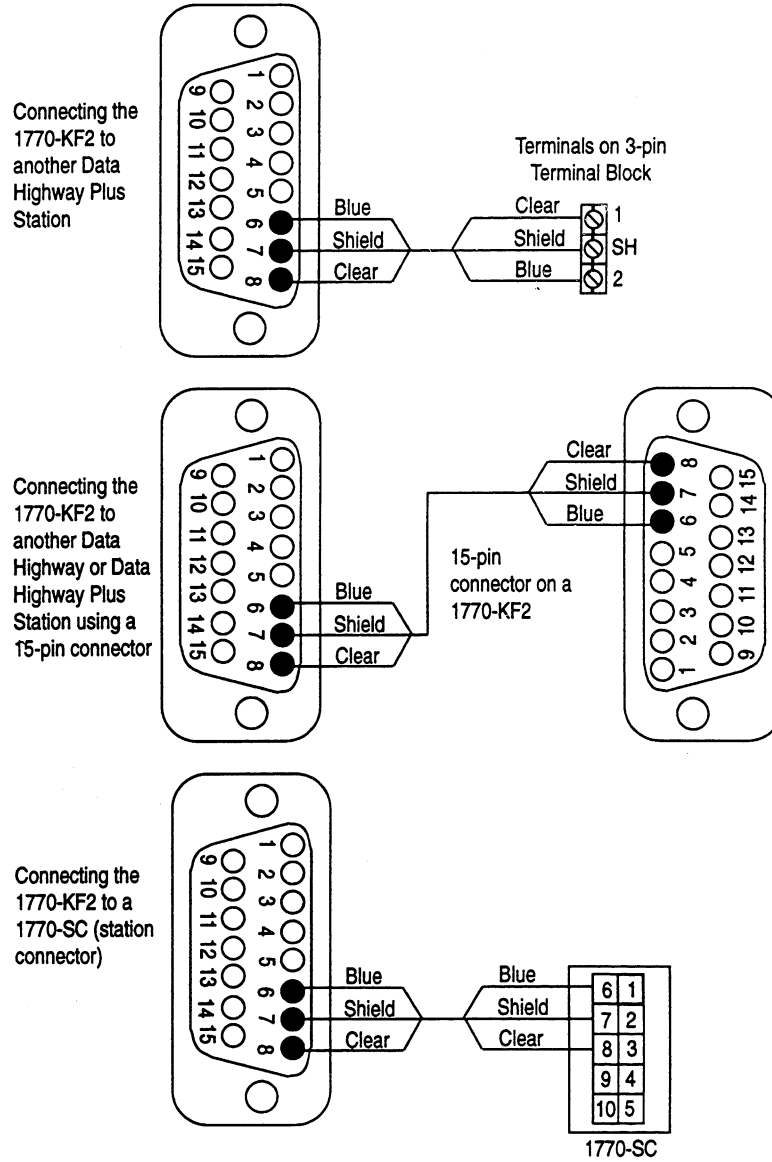 Connecting the
1770-KF2 to
another Data
Highway Plus
Station
1
2
3
4
5
6
7
8
9
10
11
12
13
14
15
Blue
Shield
Clear
Terminals on 3-pin
Terminal Block
Clear
Shield
Blue
1
SH
2
Connecting the
1770-KF2 to
another Data
Highway or Data
Highway Plus
Station using a
15-pin connector
1
2
3
4
5
6
7
8
9
10
11
12
13
14
15
Blue
Shield
Clear
Clear
Shield
Blue
15-pin
connector on a
1770-KF2
8
7
6
5
4
3
2
1
15
14
13
12
11
10
9
Connecting the
1770-KF2 to a
1770-SC (station
connector)
1
2
3
4
5
6
7
8
9
10
11
12
13
14
15
Blue
Shield
Clear
Blue
Shield
Clear
6 1
7 2
8 3
9 4
10 5
1770-SC